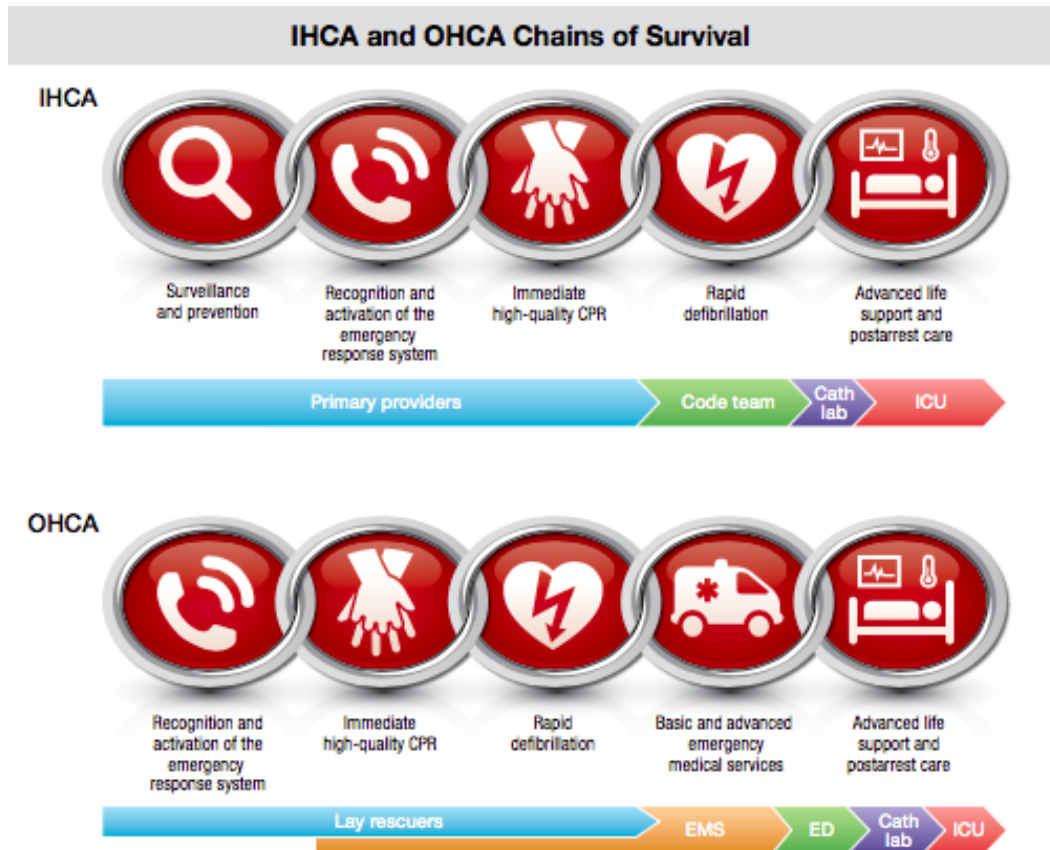 IHCA and OHCA Chains of Survival
IHCA
Surveillance
and prevention
Recognition and
activation of the
emergency
response system
Immediate
high-quality CPR
Rapid
defibrillation
Advanced life
support and
postarrest care
Primary providers
Code team
Cath
lab
ICU
OHCA
Recognition and
activation of the
emergency
response system
Immediate
high-quality CPR
Rapid
defibrillation
Basic and advanced
emergency
medical services
Advanced life
support and
postarrest care
Lay rescuers
EMS
ED
Cath
lab
ICU